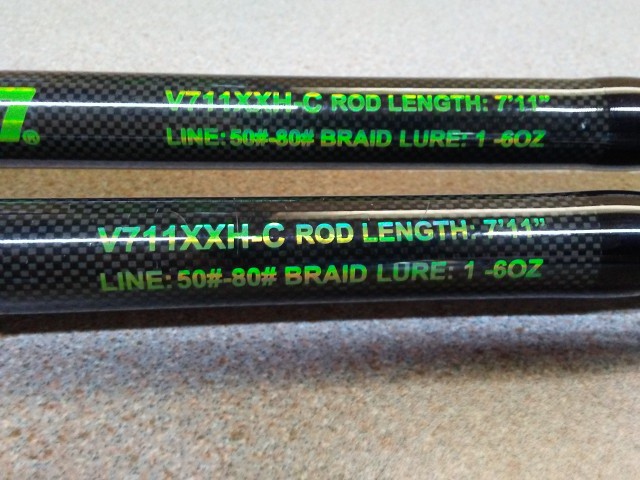 V711XXH-C ROD LENGTH: 7'11"
LINE: 50#-80# BRAID LURE: 1 -6OZ
V711XXH-C ROD LENGTH: 7'11"
LINE: 50#-80# BRAID LURE: 1 -6OZ